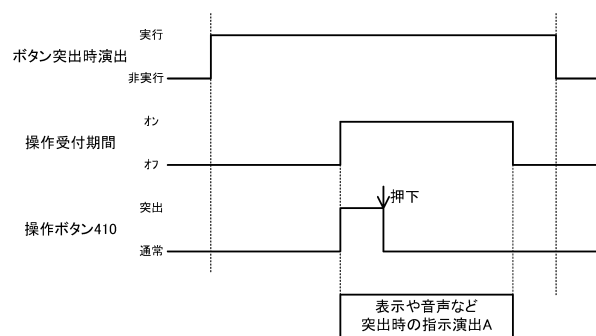 実行
ボタン突出時演出
非実行
オン
操作受付期間
オフ
突出
押下
操作ボタン410
通常
表示や音声など
突出時の指示演出A